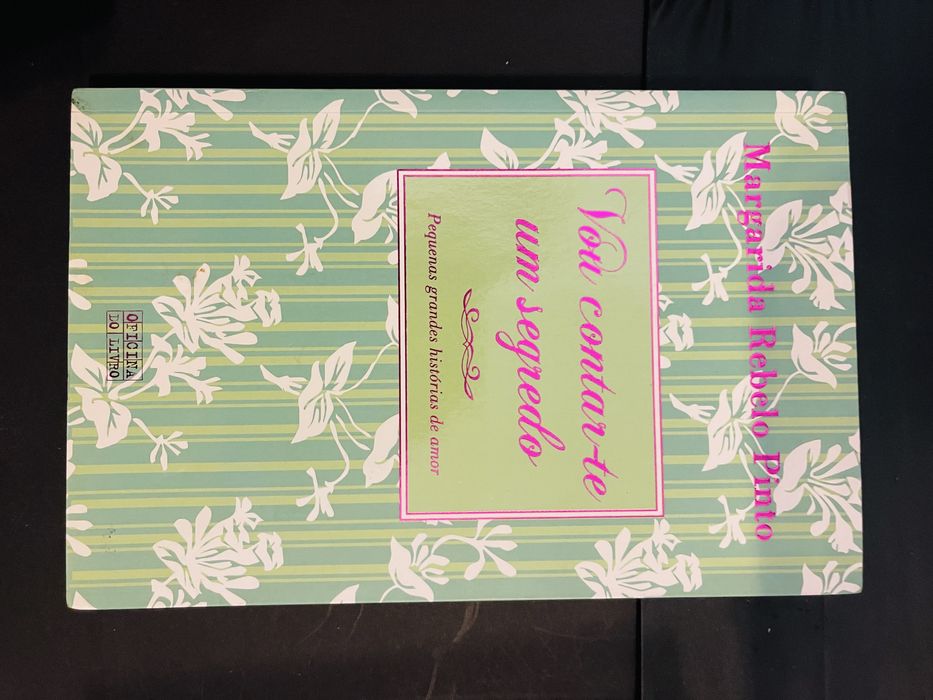 Margarida Rebelo Pinto
Vou contar-te
um segredo
Pequenas grandes histórias de amor
OFICINA
DO LIVRO